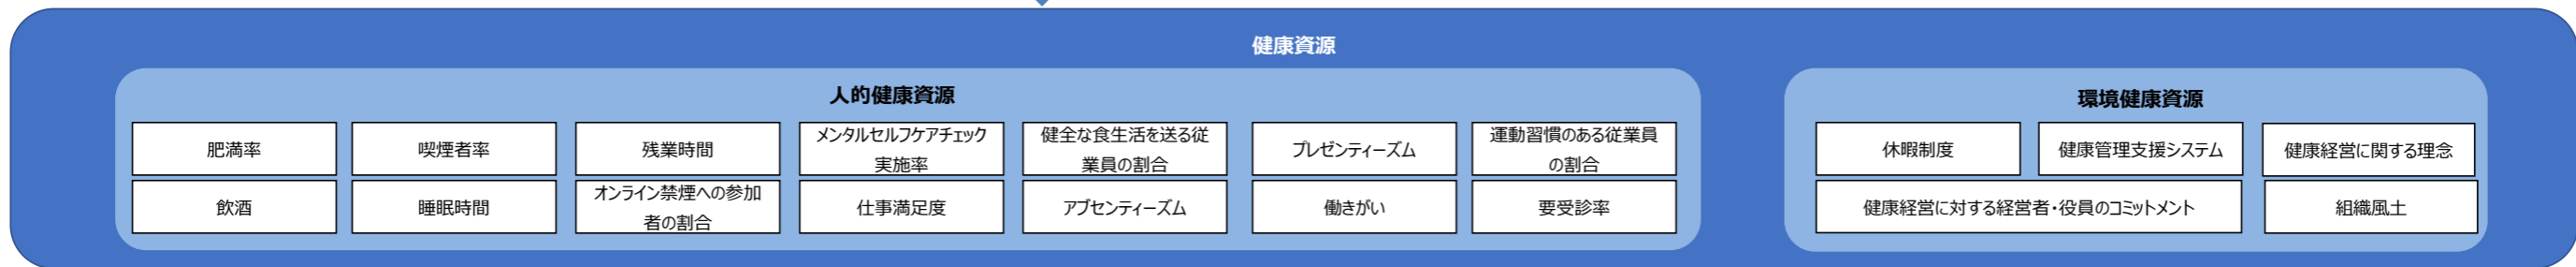 健康資源
人的健康資源
肥満率
喫煙者率
残業時間
メンタルセルフケアチェック
実施率
健全な食生活を送る従
業員の割合
プレゼンティーズム
運動習慣のある従業員
の割合
飲酒
睡眠時間
オンライン禁煙への参加
者の割合
仕事満足度
アブセンティーズム
働きがい
要受診率
環境健康資源
休暇制度
健康管理支援システム
健康経営に関する理念
健康経営に対する経営者・役員のコミットメント
組織風土